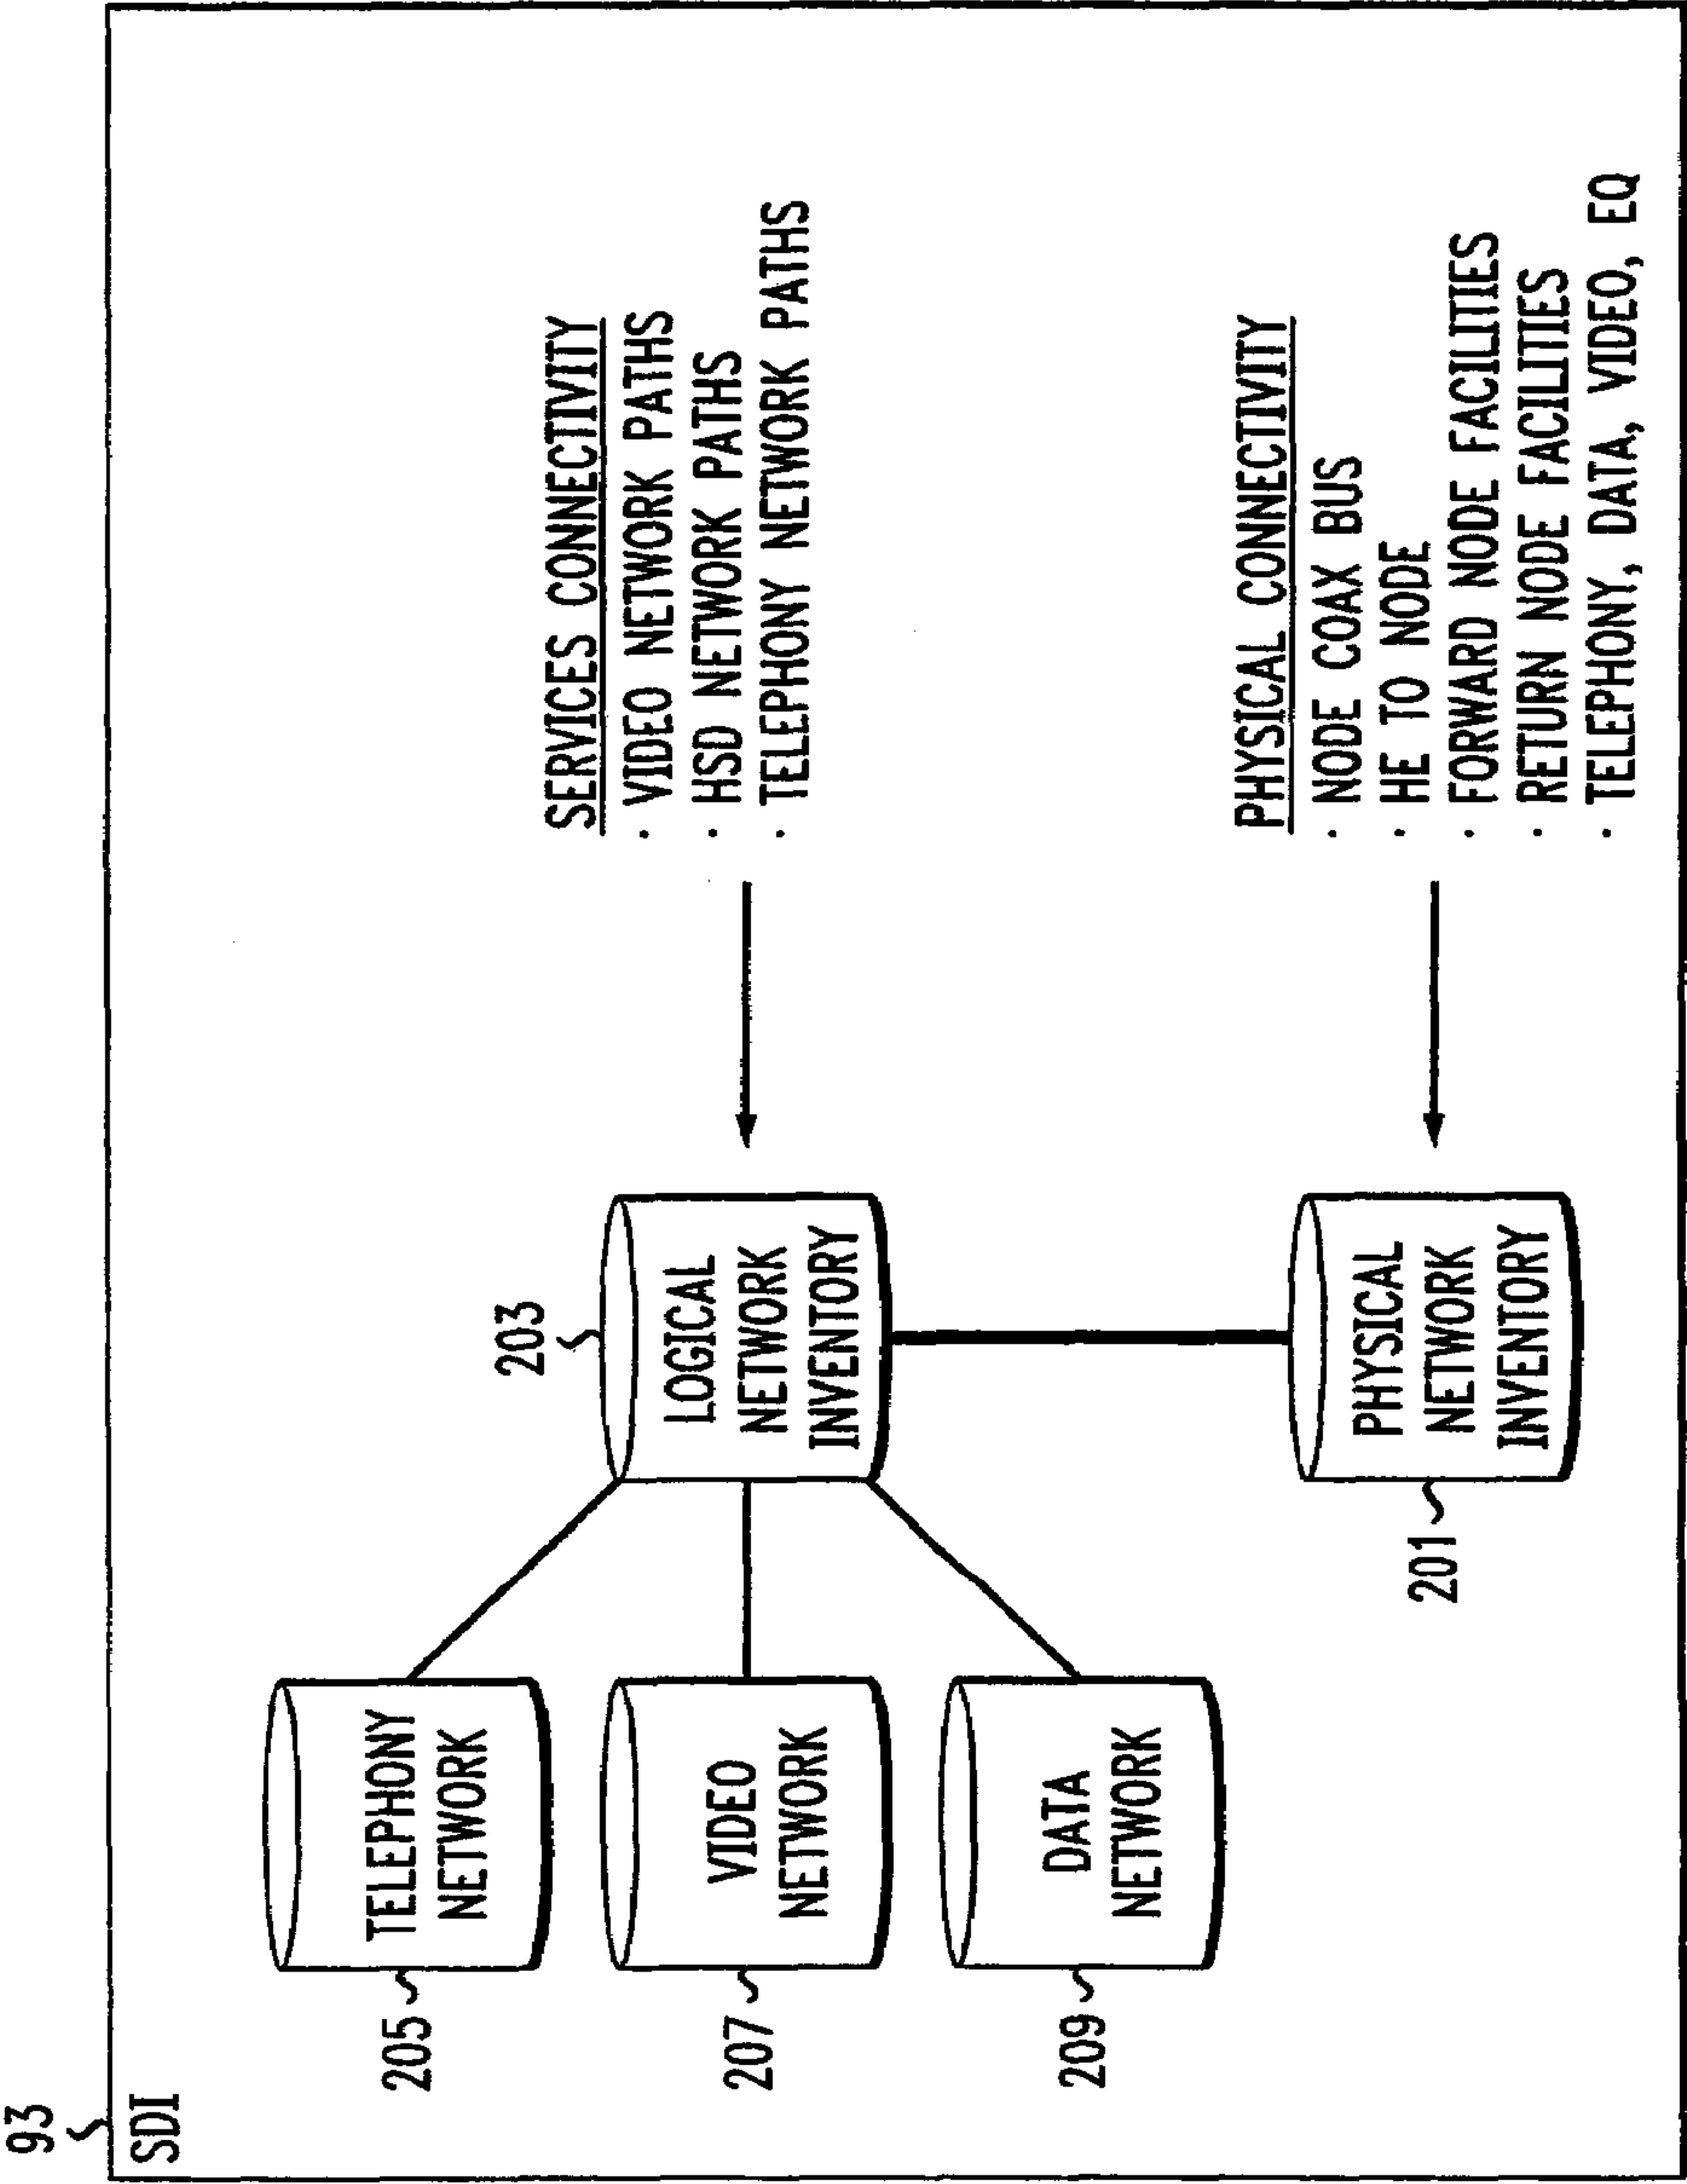 93
SDI
205
TELEPHONY
NETWORK
207
VIDEO
NETWORK
209
DATA
NETWORK
203
LOGICAL
NETWORK
INVENTORY
201
PHYSICAL
NETWORK
INVENTORY
SERVICES CONNECTIVITY
· VIDEO NETWORK PATHS
· HSD NETWORK PATHS
· TELEPHONY NETWORK PATHS
PHYSICAL CONNECTIVITY
· NODE COAX BUS
· HE TO NODE
· FORWARD NODE FACILITIES
· RETURN NODE FACILITIES
· TELEPHONY, DATA, VIDEO, EQ